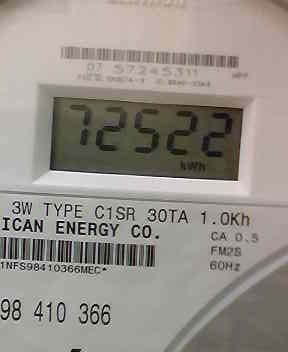 07 57245311
72522
kWh
3W TYPE C1SR 30TA 1.0Kh
ICAN ENERGY CO.
CA 0.5
FM2S
60Hz
1NFS98410366MEC*
98 410 366